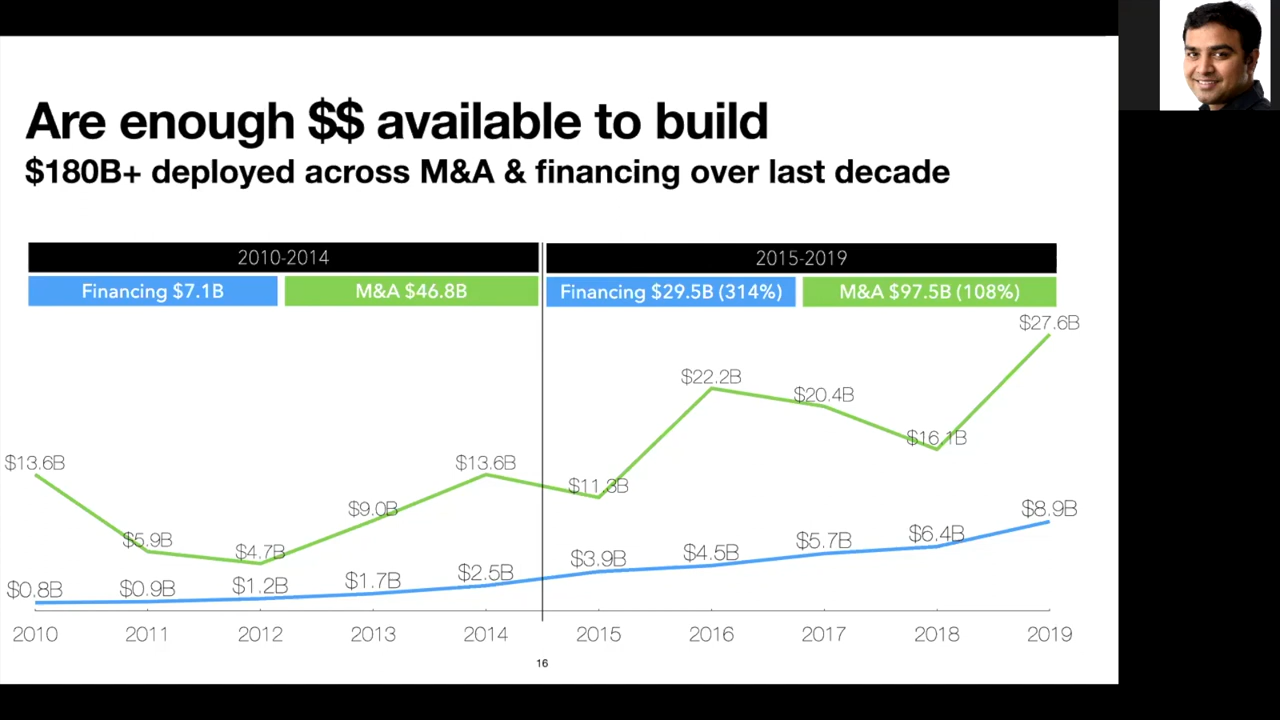 Are enough $$ available to build
$180B+ deployed across M&A & financing over last decade
2010-2014
2015-2019
Financing $7.1B
M&A $46.8B
Financing $29.5B (314%)
M&A $97.5B (108%)
$27.6B
$22.2B
$20.4B
$16.1B
$13.6B
$13.6B
$11.3B
$9.0B
$5.9B
$4.7B
$8.9B
$6.4B
$5.7B
$4.5B
$3.9B
$2.5B
$1.7B
$1.2B
$0.9B
$0.8B
2010 2011 2012 2013 2014 2015 2016 2017 2018 2019
16